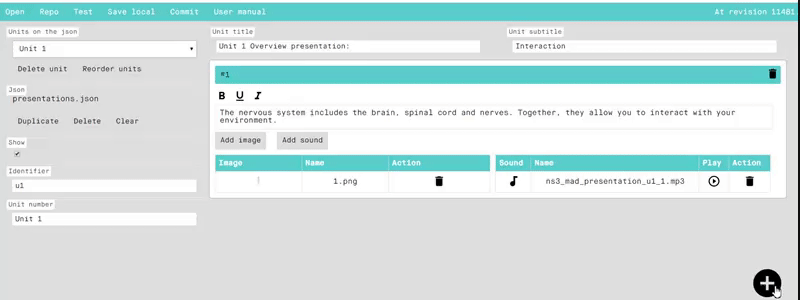 Open Repo Test Save local Commit User manual At revision 11481
Units on the json
Unit 1
Delete unit Reorder units
Json
presentations.json
Duplicate Delete Clear
Show
Identifier
u1
Unit number
Unit 1
Unit title
Unit 1 Overview presentation:
Unit subtitle
Interaction
#1
B U I
The nervous system includes the brain, spinal cord and nerves. Together, they allow you to interact with your
environment.
Add image Add sound
Image Name Action
1.png
Sound Name Play Action
ns3_mad_presentation_u1_1.mp3